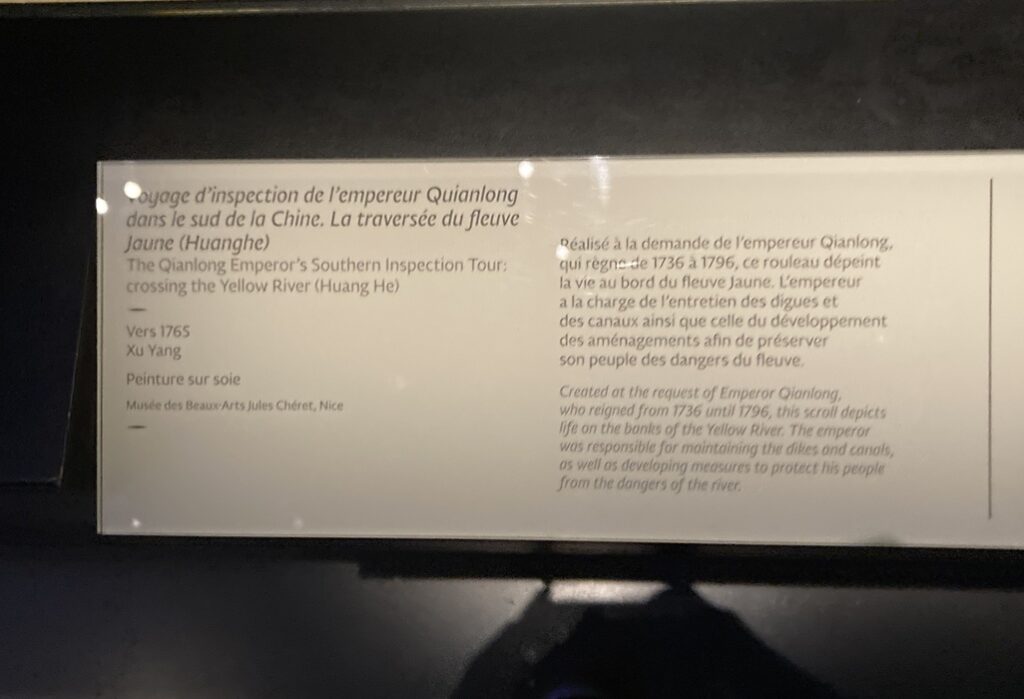 Voyage d'inspection de l'empereur Quianlong
dans le sud de la Chine. La traversée du fleuve
Jaune (Huanghe)
The Qianlong Emperor's Southern Inspection Tour:
crossing the Yellow River (Huang He)
Vers 1765
Xu Yang
Peinture sur soie
Musée des Beaux-Arts Jules Chéret, Nice
Réalisé à la demande de l'empereur Qianlong,
qui règne de 1736 à 1796, ce rouleau dépeint
la vie au bord du fleuve Jaune. L'empereur
a la charge de l'entretien des digues et
des canaux ainsi que celle du développement
des aménagements afin de préserver
son peuple des dangers du fleuve.
Created at the request of Emperor Qianlong,
who reigned from 1736 until 1796, this scroll depicts
life on the banks of the Yellow River. The emperor
was responsible for maintaining the dikes and canals,
as well as developing measures to protect his people
from the dangers of the river.